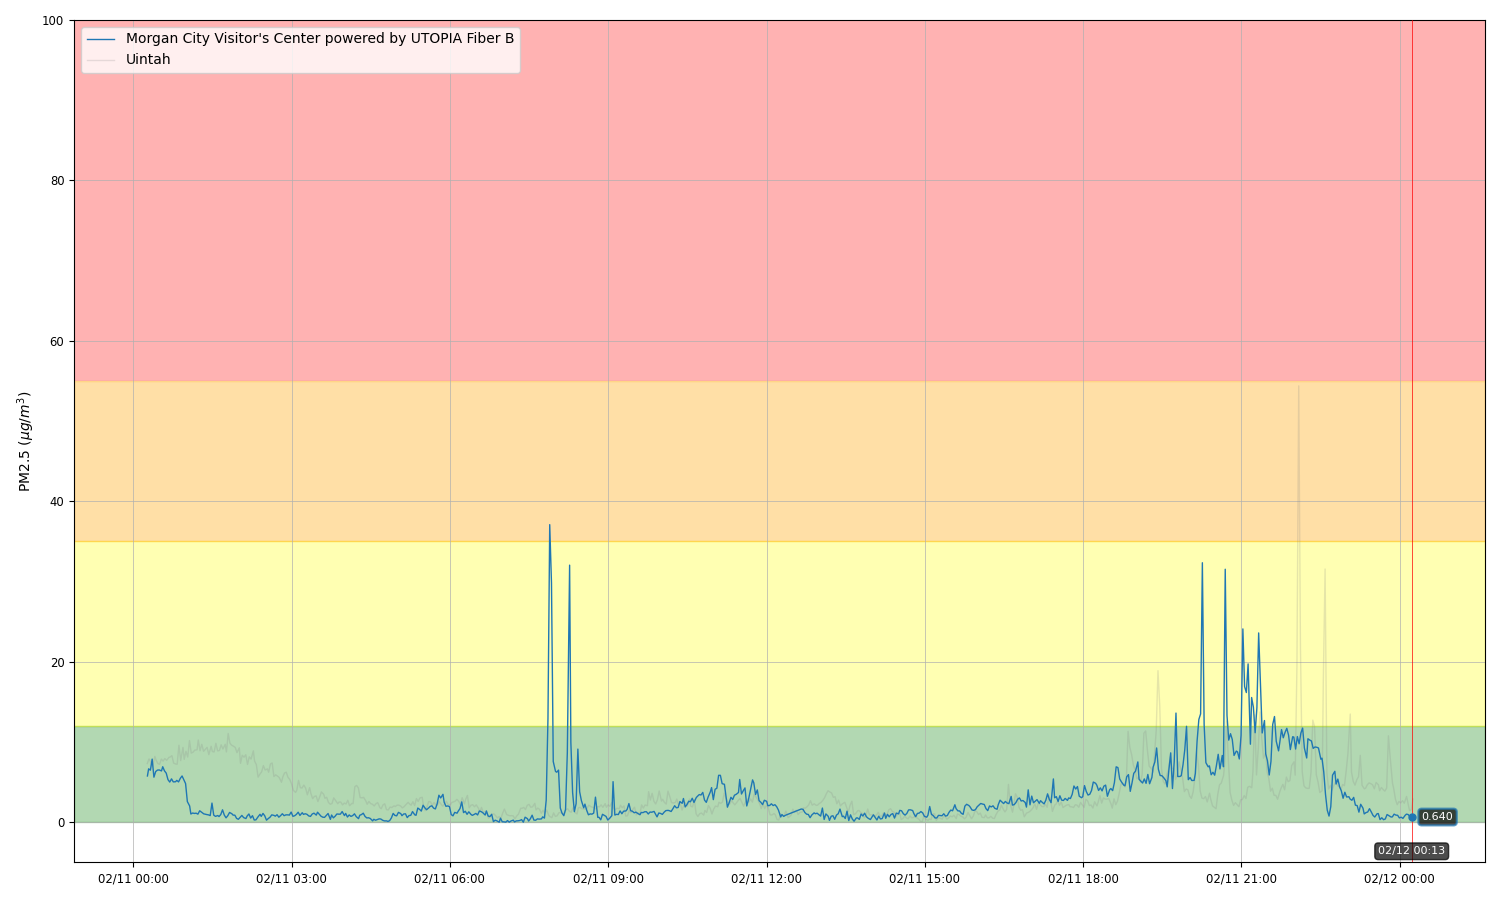 100
Morgan City Visitor's Center powered by UTOPIA Fiber B
Uintah
80
60
40
20
0
PM2.5 (μg/m³)
0.640
02/12 00:13
02/11 00:00 02/11 03:00 02/11 06:00 02/11 09:00 02/11 12:00 02/11 15:00 02/11 18:00 02/11 21:00 02/12 00:00